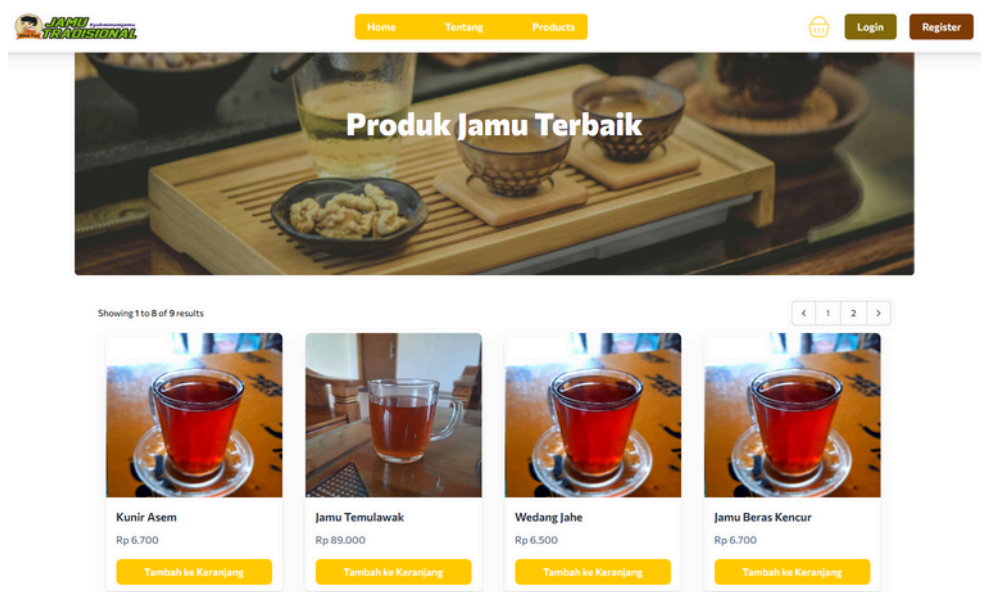 JAMU
TRADISIONAL
Home Tentang Products
Login Register
Produk Jamu Terbaik
Showing 1 to 8 of 9 results
< 1 2 >
Kunir Asem
Rp 6.700
Tambah ke Keranjang
Jamu Temulawak
Rp 89.000
Tambah ke Keranjang
Wedang Jahe
Rp 6.500
Tambah ke Keranjang
Jamu Beras Kencur
Rp 6.700
Tambah ke Keranjang